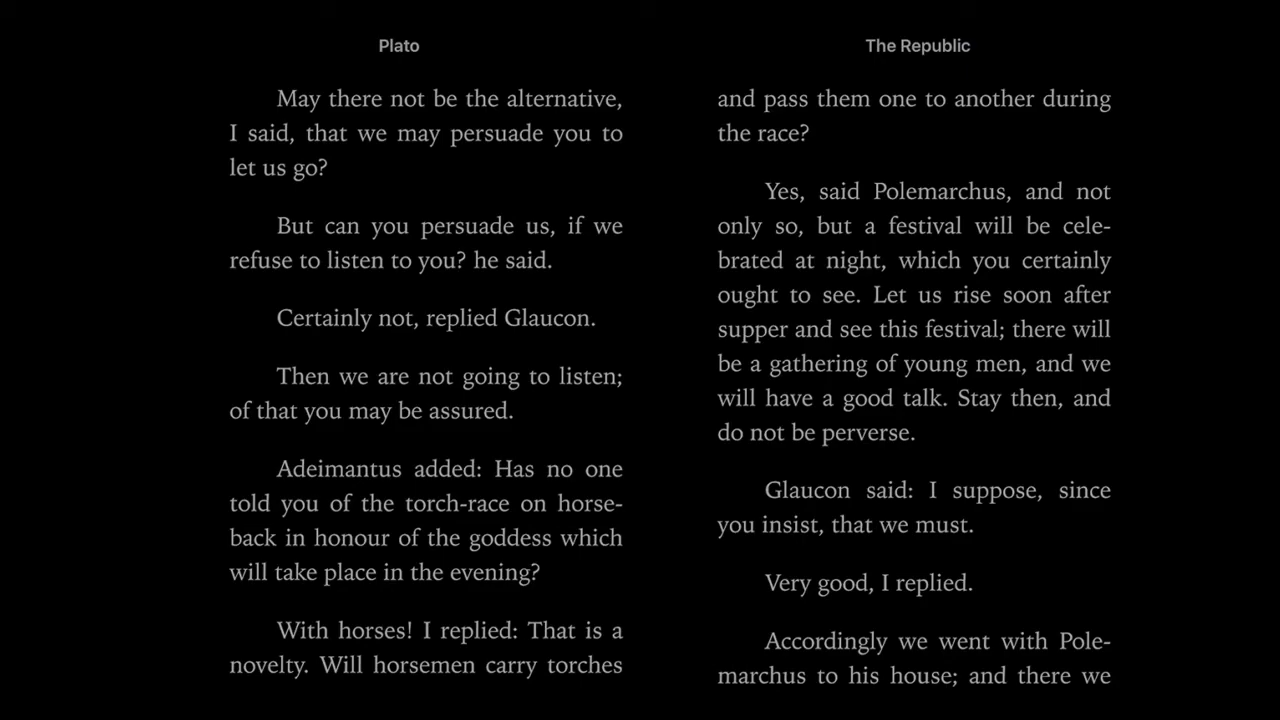 Plato
May there not be the alternative,
I said, that we may persuade you to
let us go?
But can you persuade us, if we
refuse to listen to you? he said.
Certainly not, replied Glaucon.
Then we are not going to listen;
of that you may be assured.
Adeimantus added: Has no one
told you of the torch-race on horse-
back in honour of the goddess which
will take place in the evening?
With horses! I replied: That is a
novelty. Will horsemen carry torches
The Republic
and pass them one to another during
the race?
Yes, said Polemarchus, and not
only so, but a festival will be cele-
brated at night, which you certainly
ought to see. Let us rise soon after
supper and see this festival; there will
be a gathering of young men, and we
will have a good talk. Stay then, and
do not be perverse.
Glaucon said: I suppose, since
you insist, that we must.
Very good, I replied.
Accordingly we went with Pole-
marchus to his house; and there we